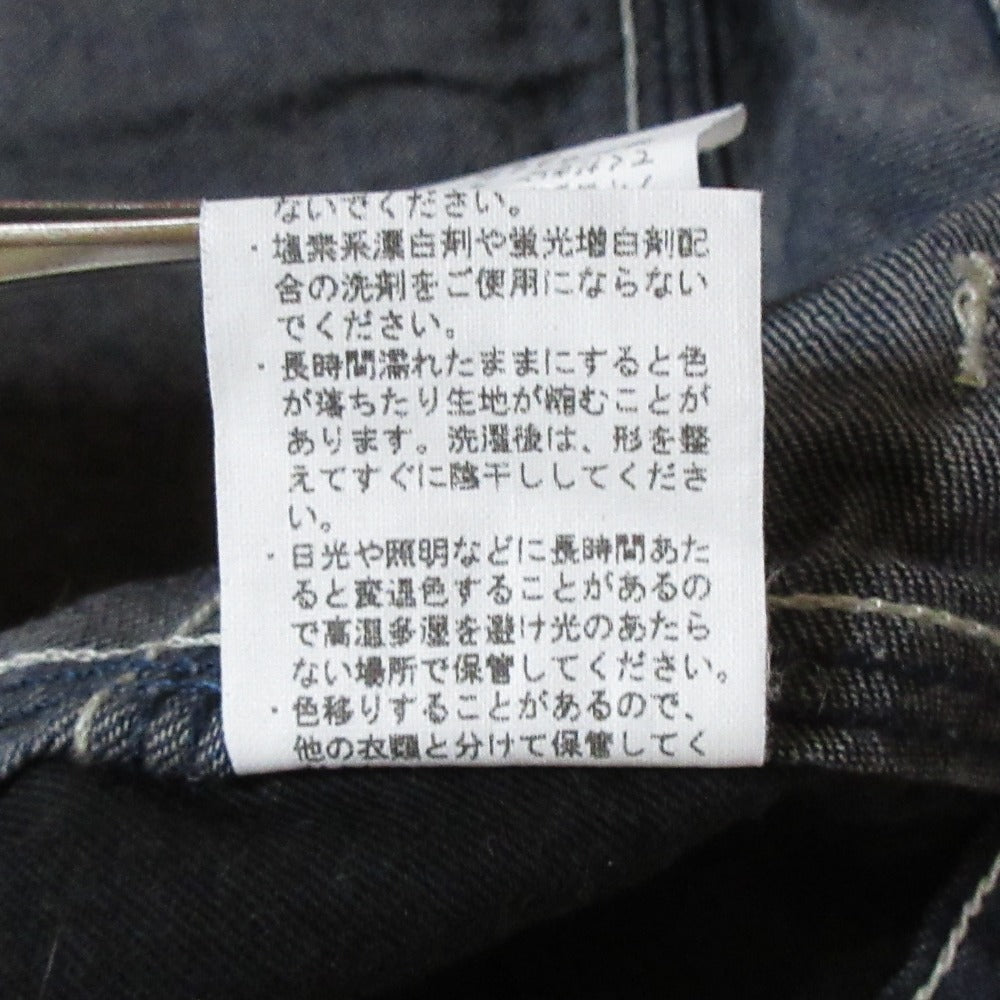 ないでください。
・塩素系漂白剤や蛍光増白剤配
合の洗剤をご使用にならない
でください。
・長時間濡れたままにすると色
が落ちたり生地が縮むことが
あります。洗濯後は、形を整
えてすぐに陰干ししてくださ
い。
・日光や照明などに長時間あた
ると変退色することがあるの
で高温多湿を避け光のあたら
ない場所で保管してください。
・色移りすることがあるので、
他の衣類と分けて保管してく